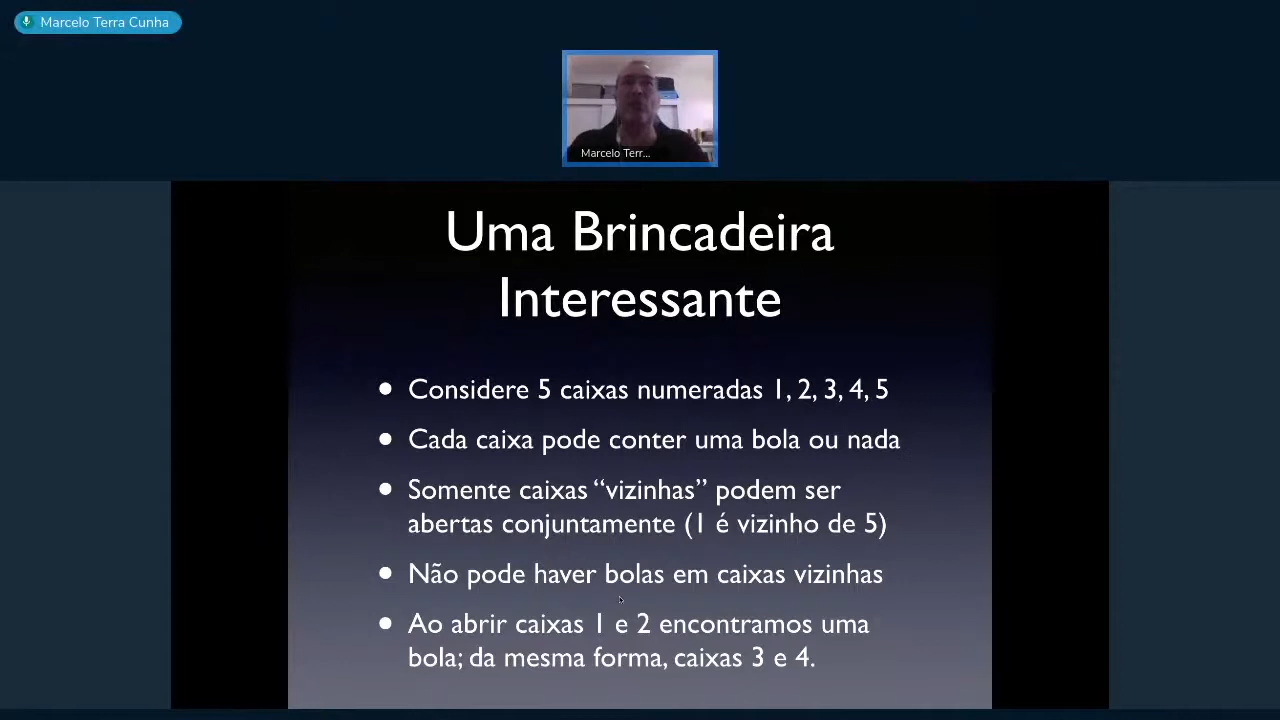 Marcelo Terra Cunha
Marcelo Terr...
Uma Brincadeira
Interessante
• Considere 5 caixas numeradas 1, 2, 3, 4, 5
• Cada caixa pode conter uma bola ou nada
• Somente caixas “vizinhas” podem ser
abertas conjuntamente (1 é vizinho de 5)
• Não pode haver bolas em caixas vizinhas
• Ao abrir caixas 1 e 2 encontramos uma
bola; da mesma forma, caixas 3 e 4.